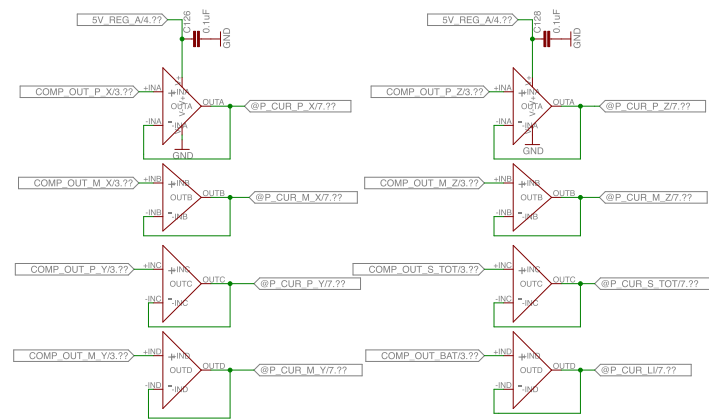 5V_REG_A/4.??
C126
0.1uF
GND
COMP_OUT_P_X/3.??
+INA
+INA
V+
V+
OUTA
OUTA
@P_CUR_P_X/7.??
-INA
-INA
GND
COMP_OUT_M_X/3.??
+INB
+INB
OUTB
OUTB
@P_CUR_M_X/7.??
-INB
-INB
COMP_OUT_P_Y/3.??
+INC
+INC
OUTC
OUTC
@P_CUR_P_Y/7.??
-INC
-INC
COMP_OUT_M_Y/3.??
+IND
+IND
OUTD
OUTD
@P_CUR_M_Y/7.??
-IND
-IND
5V_REG_A/4.??
C128
0.1uF
GND
COMP_OUT_P_Z/3.??
+INA
+INA
V+
V+
OUTA
OUTA
@P_CUR_P_Z/7.??
-INA
-INA
GND
COMP_OUT_M_Z/3.??
+INB
+INB
OUTB
OUTB
@P_CUR_M_Z/7.??
-INB
-INB
COMP_OUT_S_TOT/3.??
+INC
+INC
OUTC
OUTC
@P_CUR_S_TOT/7.??
-INC
-INC
COMP_OUT_BAT/3.??
+IND
+IND
OUTD
OUTD
@P_CUR_LI/7.??
-IND
-IND